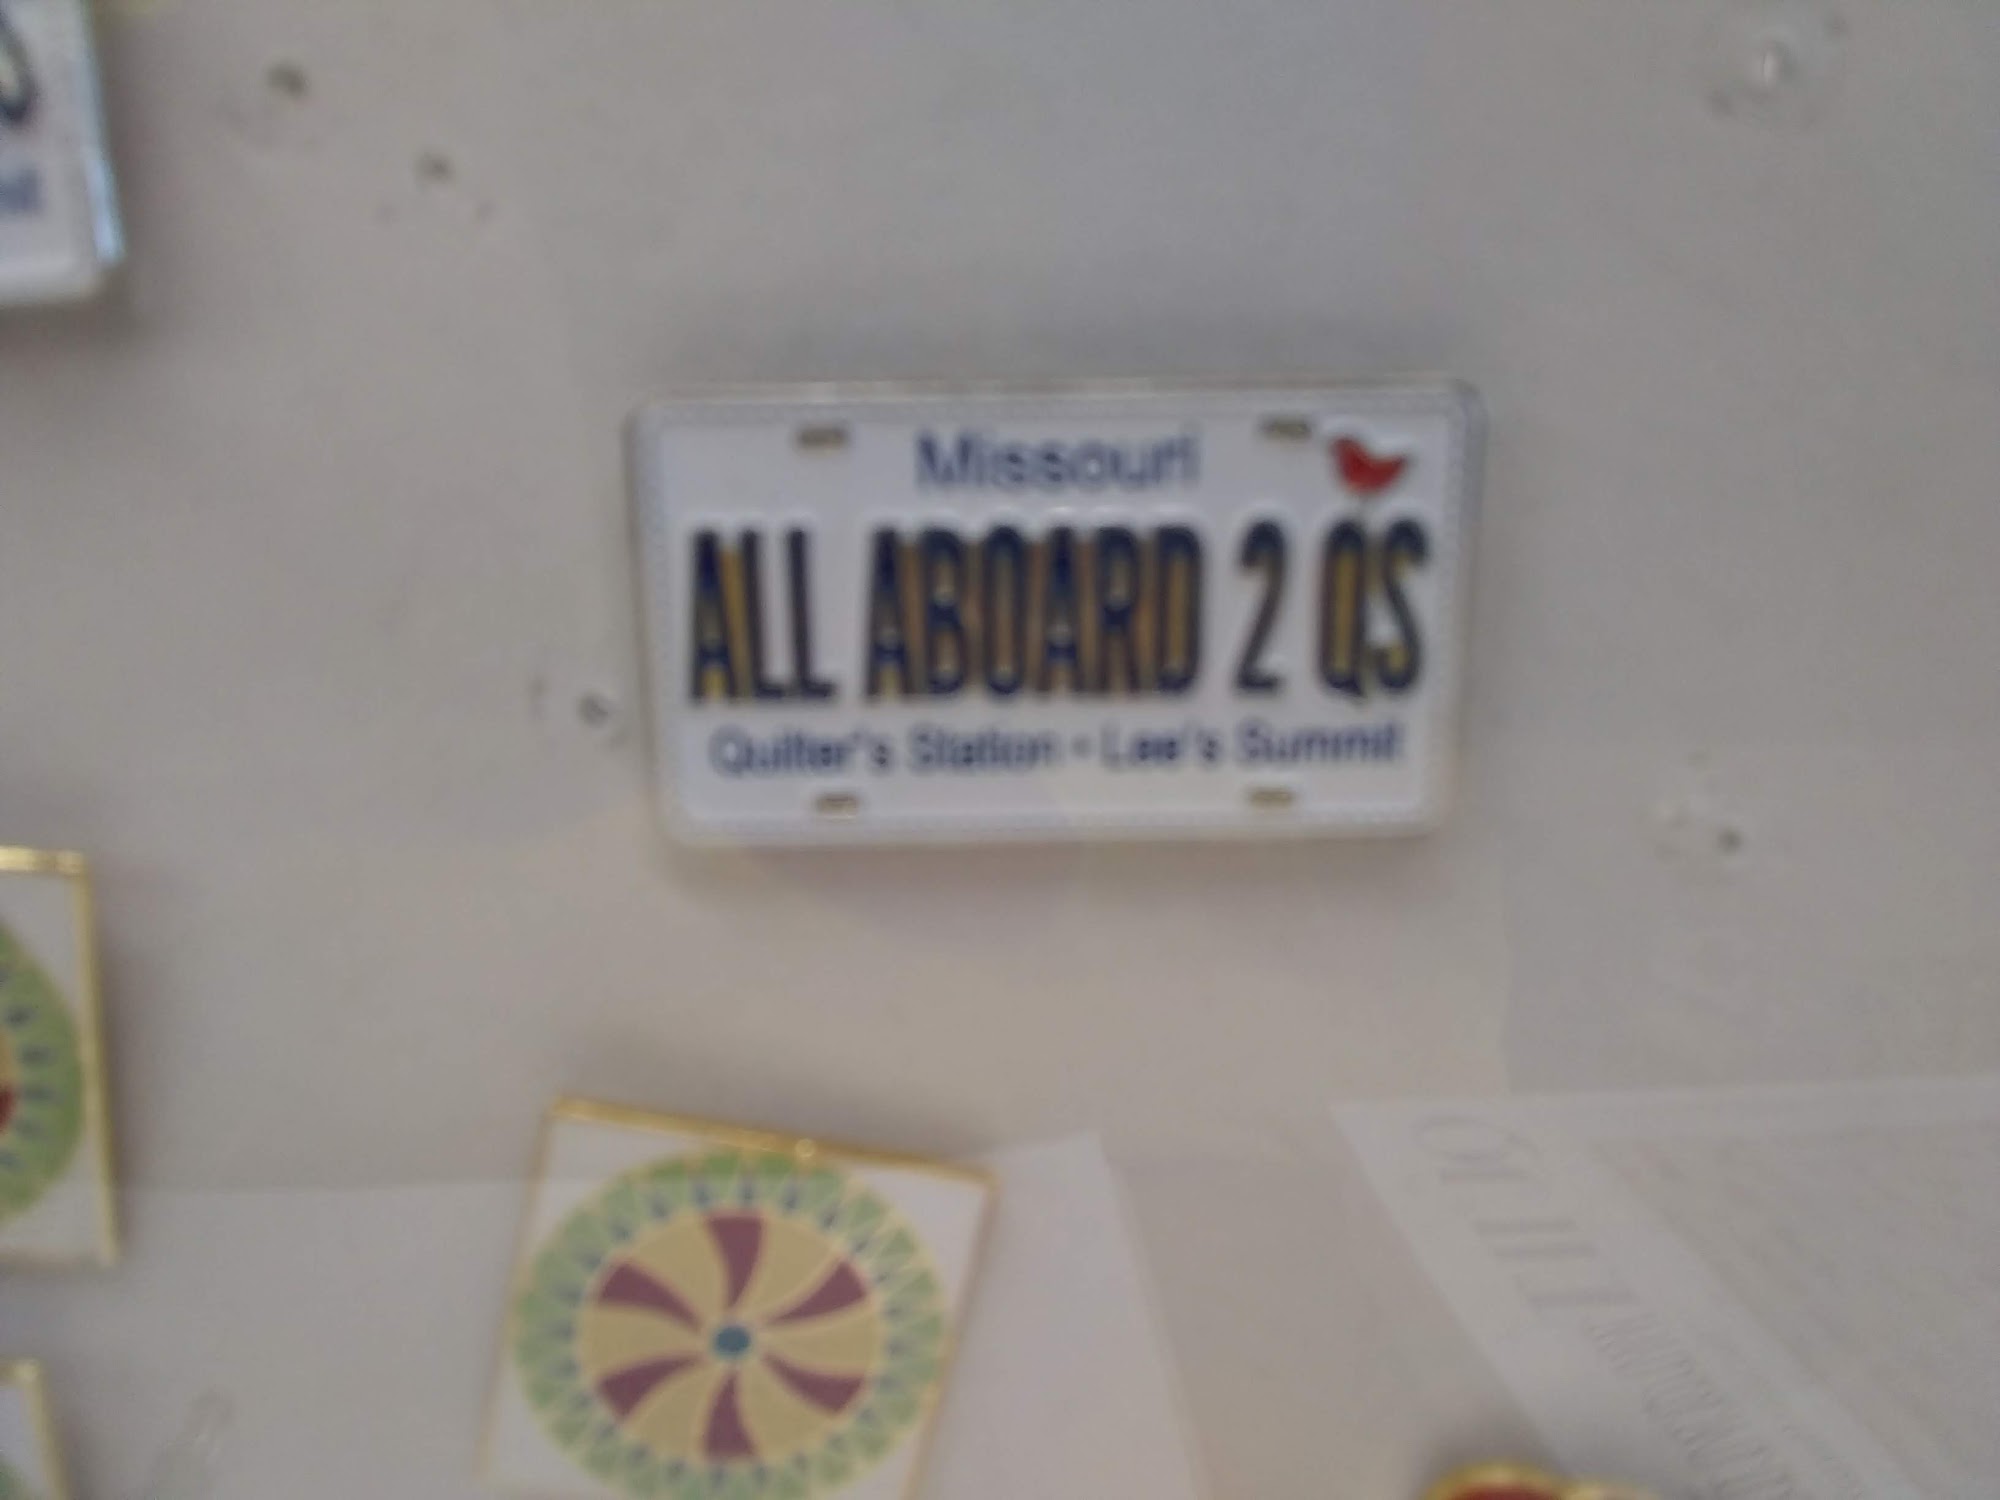 Missouri
ALL ABOARD 2 QS
Quilter's Station • Lee's Summit